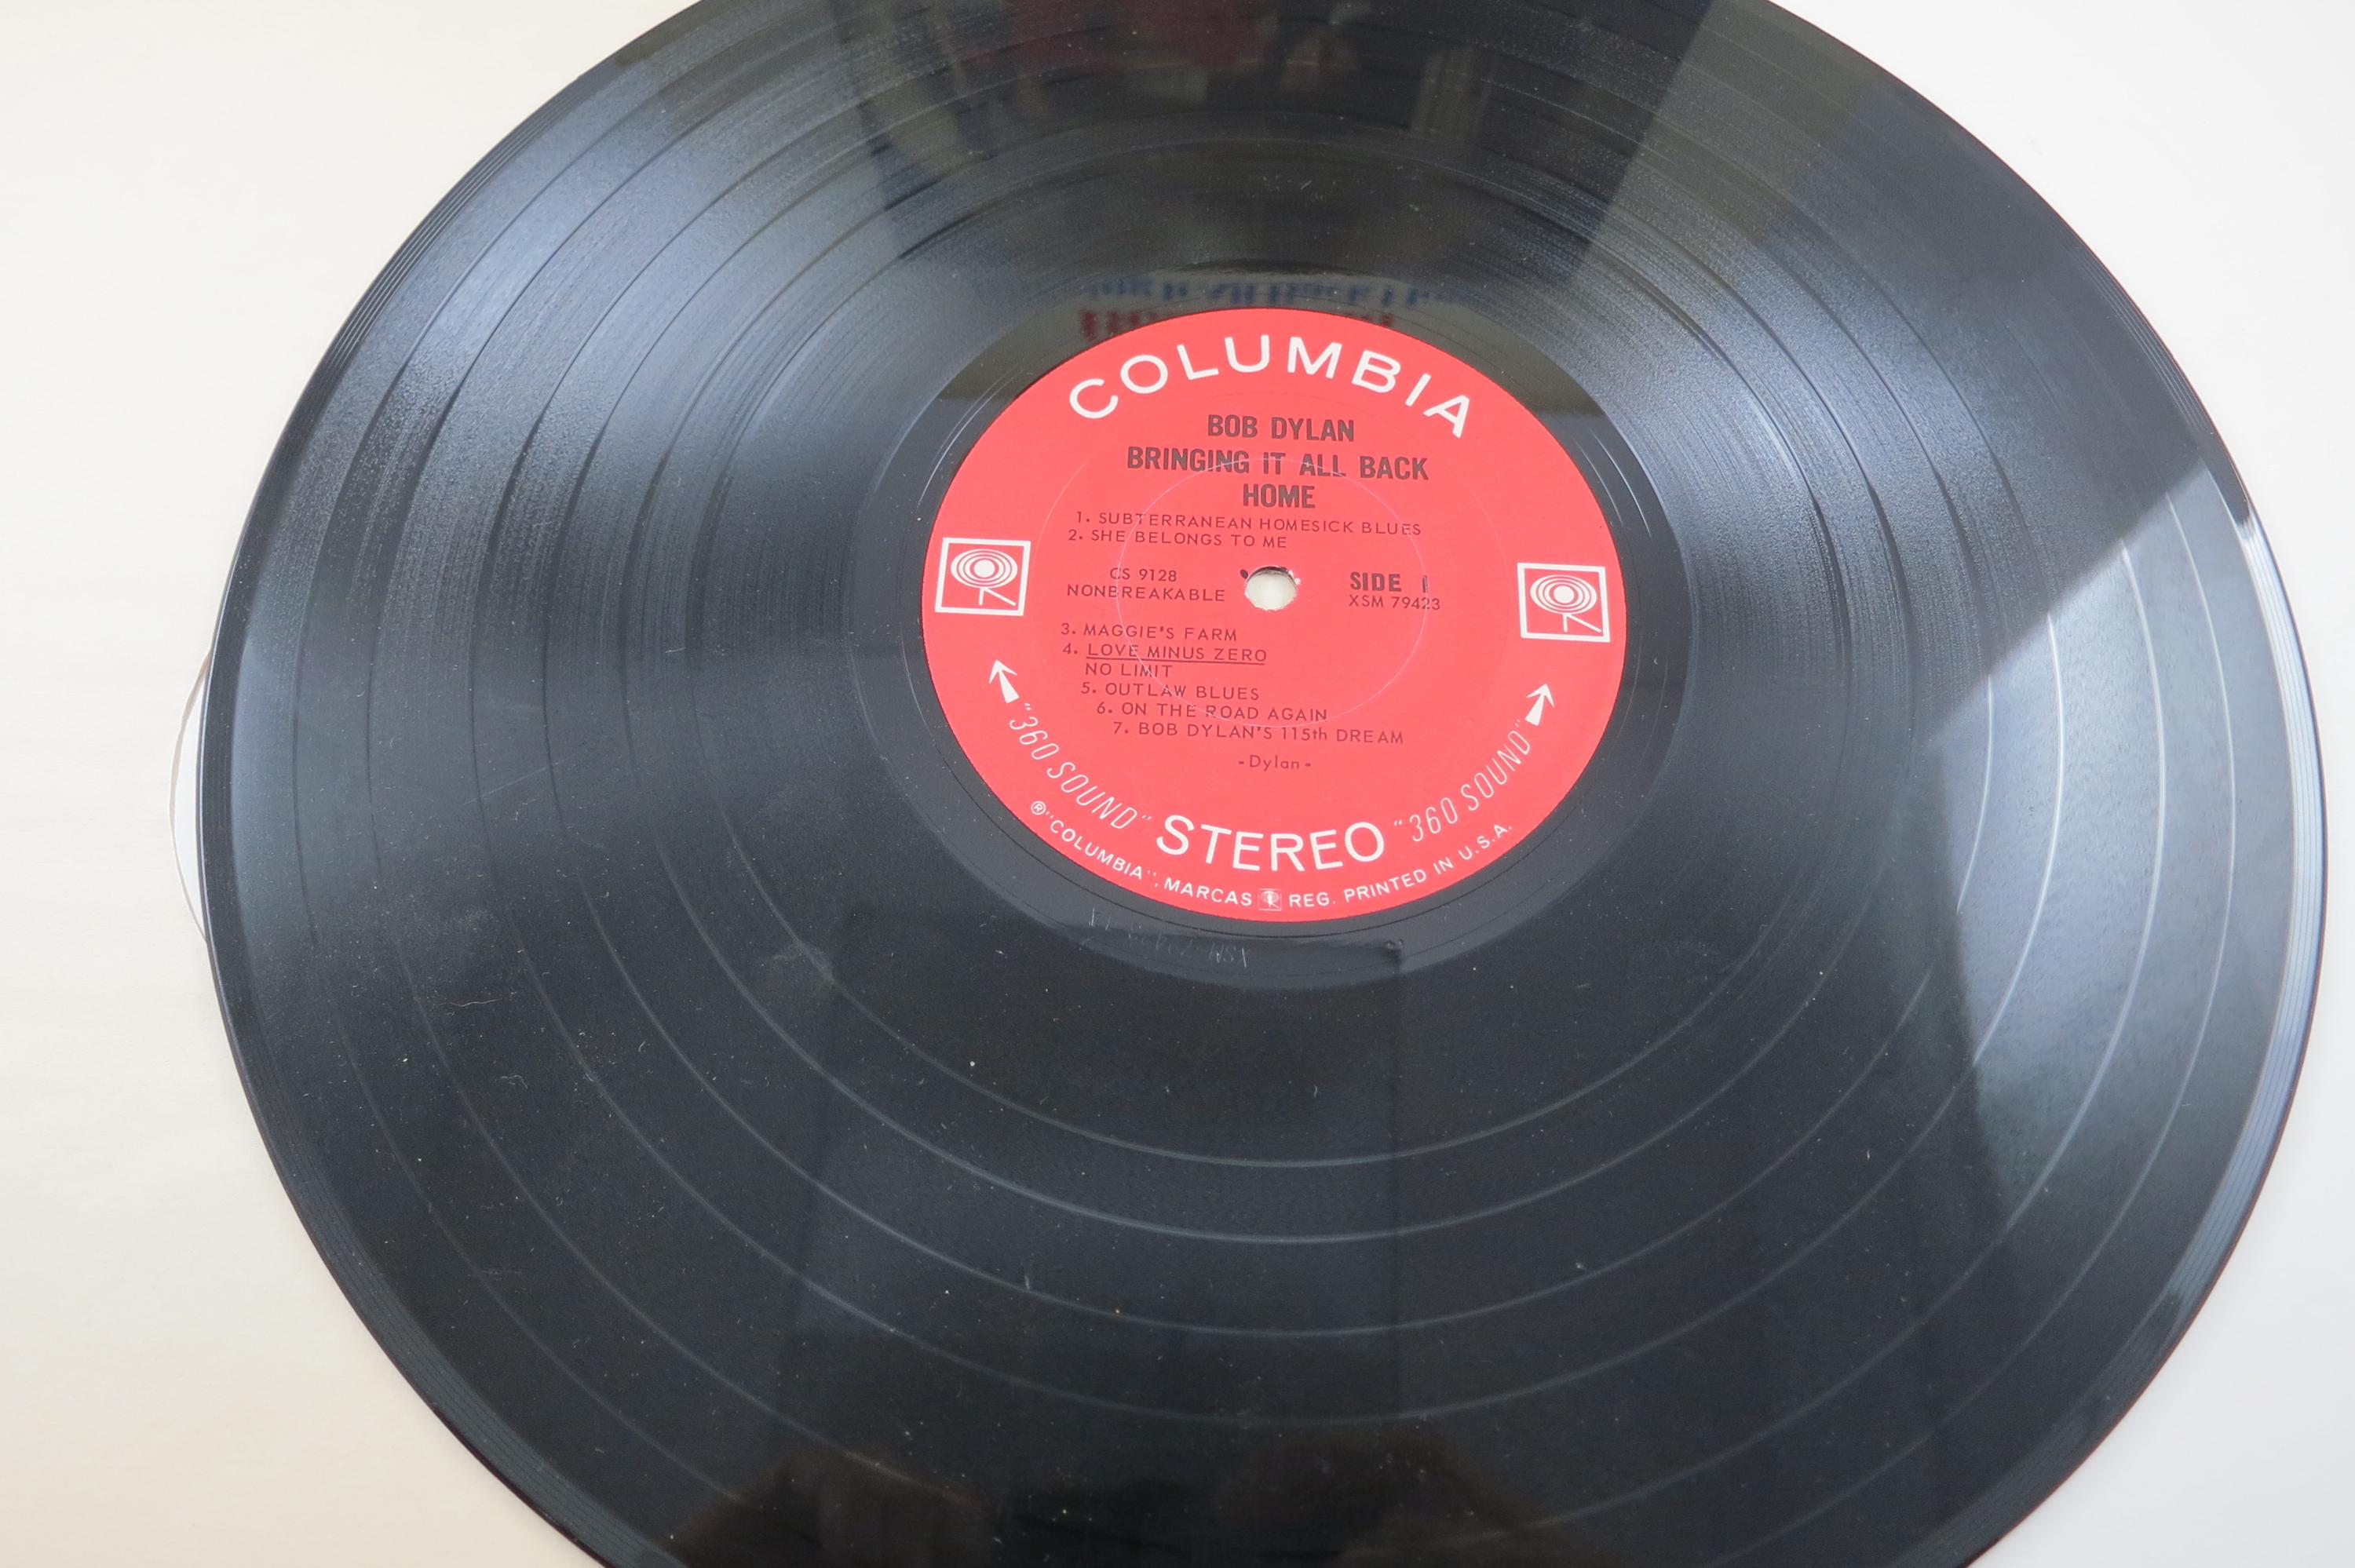 COLUMBIA
BOB DYLAN
BRINGING IT ALL BACK
HOME
1. SUBTERRANEAN HOMESICK BLUES
2. SHE BELONGS TO ME
CS 9128
NONBREAKABLE
SIDE 1
XSM 79423
3. MAGGIE'S FARM
4. LOVE MINUS ZERO
NO LIMIT
5. OUTLAW BLUES
6. ON THE ROAD AGAIN
7. BOB DYLAN'S 115th DREAM
-Dylan-
"360 SOUND" STEREO "360 SOUND"
® "COLUMBIA", MARCAS REG. PRINTED IN U.S.A.